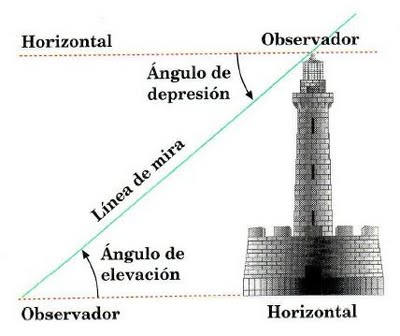 Horizontal
Observador
Ángulo de
depresión
Línea de mira
Ángulo de
elevación
Observador
Horizontal